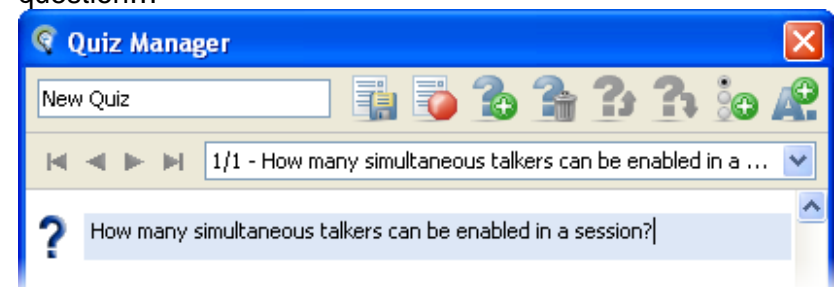 question…
Quiz Manager
New Quiz
1/1 - How many simultaneous talkers can be enabled in a ...
How many simultaneous talkers can be enabled in a session?